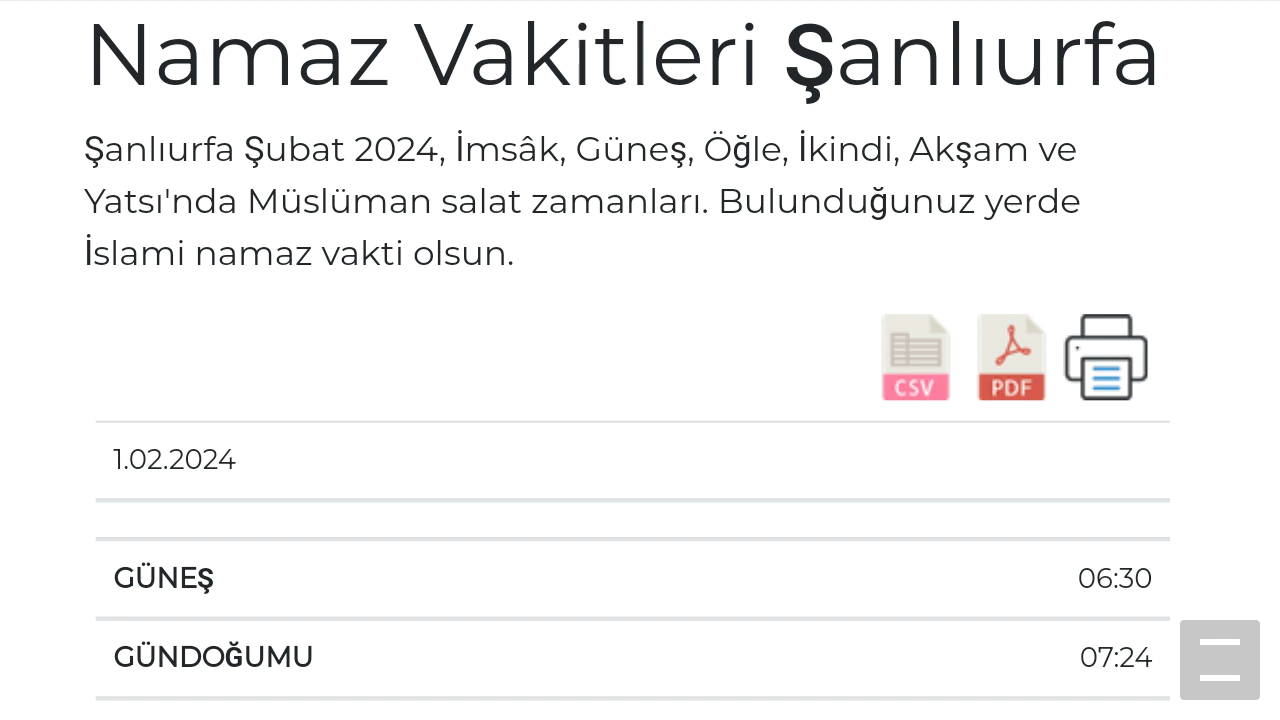 Namaz Vakitleri Şanlıurfa
Şanlıurfa Şubat 2024, İmsâk, Güneş, Öğle, İkindi, Akşam ve
Yatsı'nda Müslüman salat zamanları. Bulunduğunuz yerde
İslami namaz vakti olsun.
CSV PDF
1.02.2024
GÜNEŞ 06:30
GÜNDOĞUMU 07:24